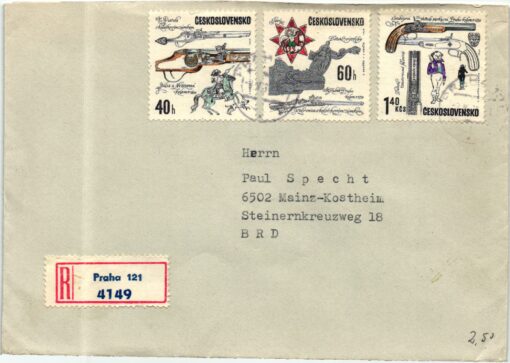 ČESKOSLOVENSKO
40h
ČESKOSLOVENSKO
60h
1,40
Kčs
ČESKOSLOVENSKO
Herrn
Paul Specht
6502 Mainz-Kostheim
Steinernkreuzweg 18
BRD
R
Praha 121
4149
2,50